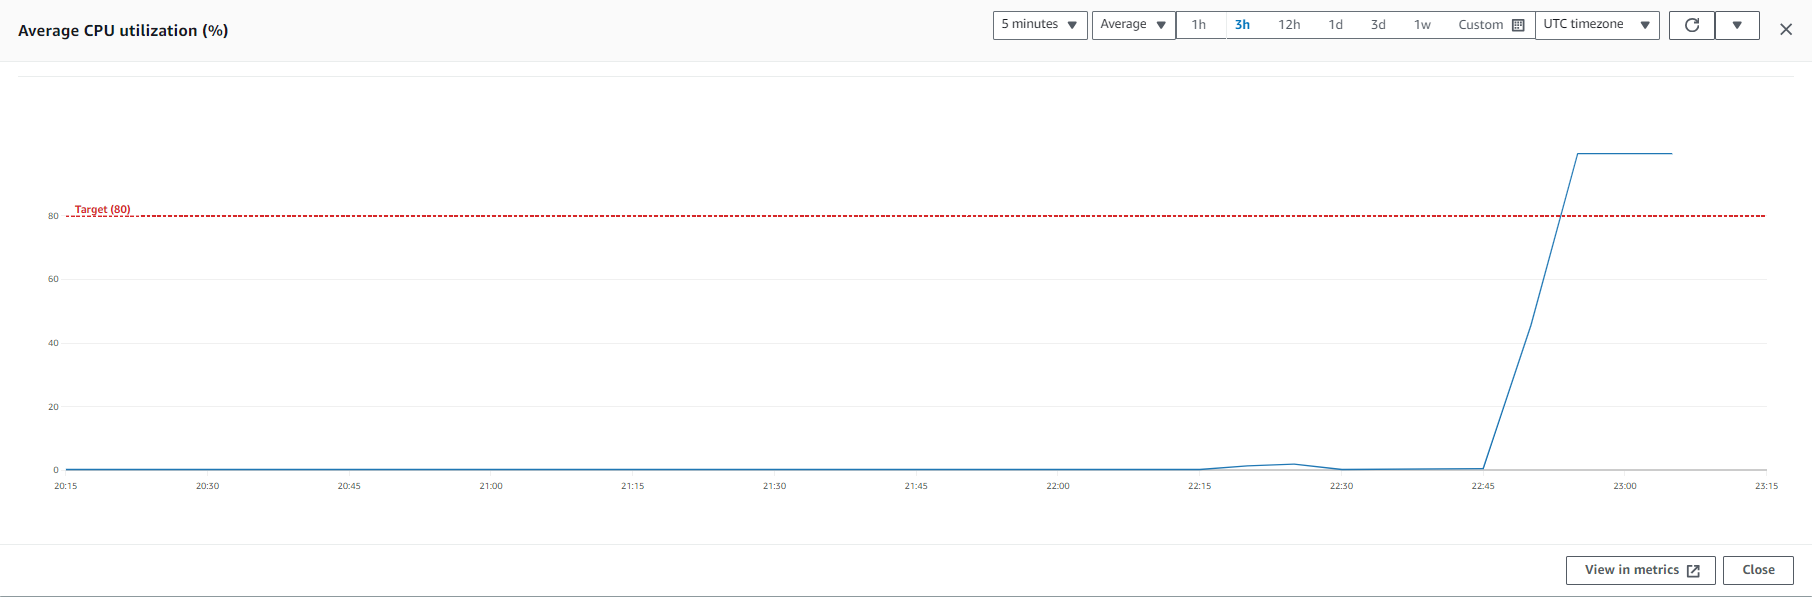 Average CPU utilization (%)
5 minutes
Average
1h
3h
12h
1d
3d
1w
Custom
UTC timezone
Target (80)
80
60
40
20
0
20:15
20:30
20:45
21:00
21:15
21:30
21:45
22:00
22:15
22:30
22:45
23:00
23:15
View in metrics
Close